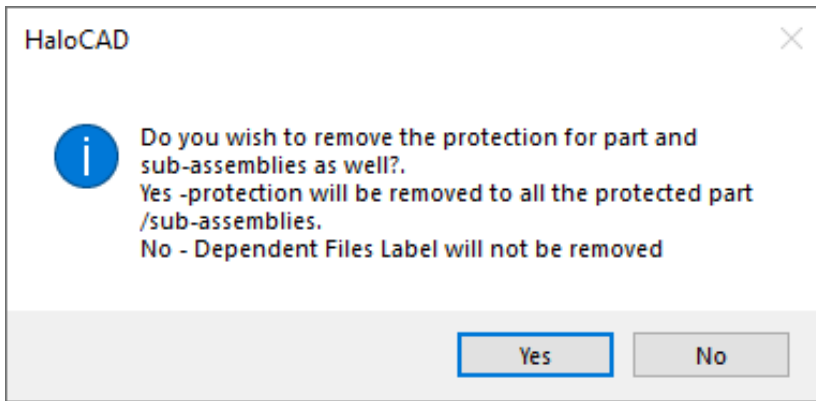 HaloCAD
Do you wish to remove the protection for part and
sub-assemblies as well?.
Yes -protection will be removed to all the protected part
/sub-assemblies.
No - Dependent Files Label will not be removed
Yes
No